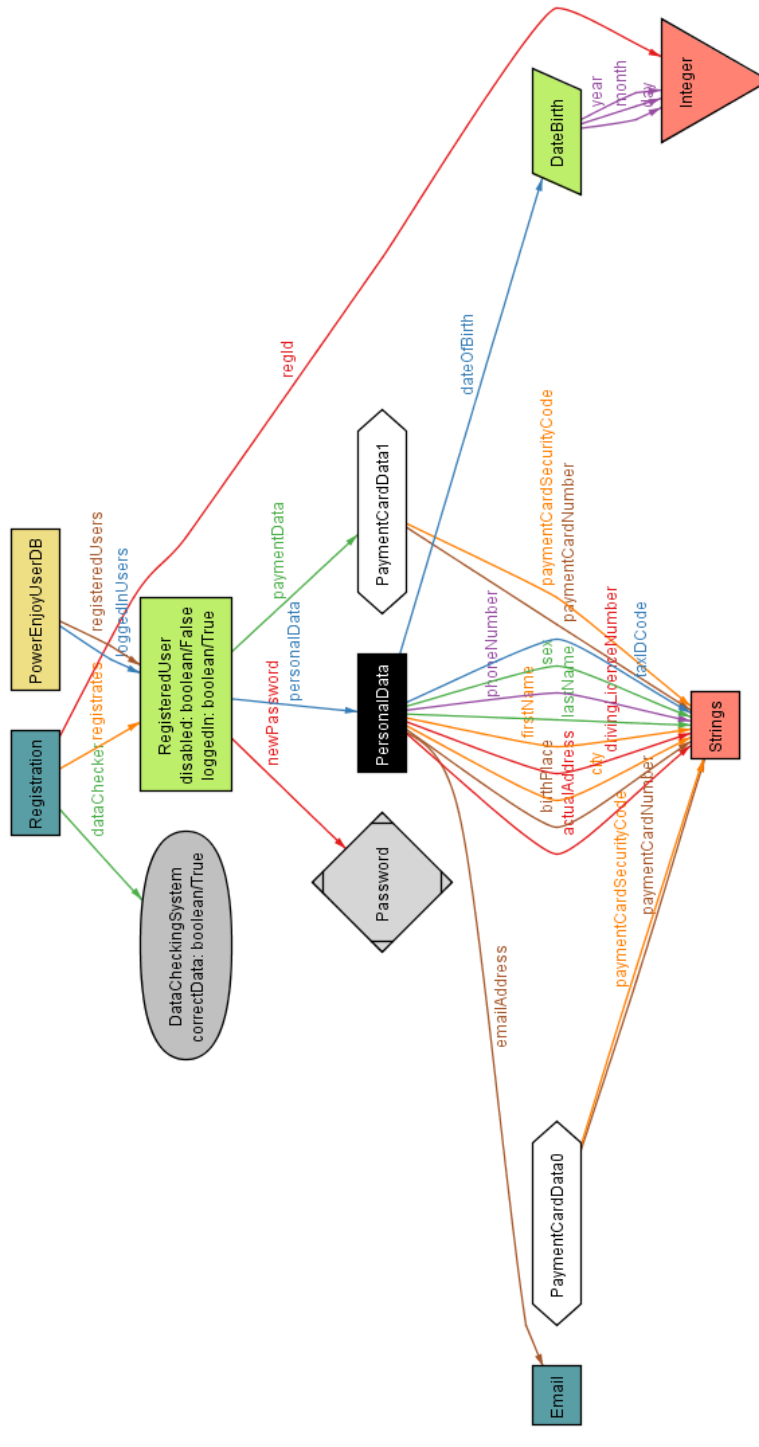 Registration
PowerEnjoyUserDB
dataChecker
registrates
loggedInUsers
registeredUsers
DataCheckingSystem
correctData: boolean/True
RegisteredUser
disabled: boolean/False
loggedIn: boolean/True
newPassword
personalData
paymentData
regId
Password
PersonalData
PaymentCardData1
emailAddress
dateOfBirth
Email
PaymentCardData0
birthPlace
actualAddress
firstName
city
phoneNumber
lastName
sex
drivingLicenceNumber
taxIDCode
paymentCardSecurityCode
paymentCardNumber
DateBirth
paymentCardSecurityCode
paymentCardNumber
year
month
day
Strings
Integer